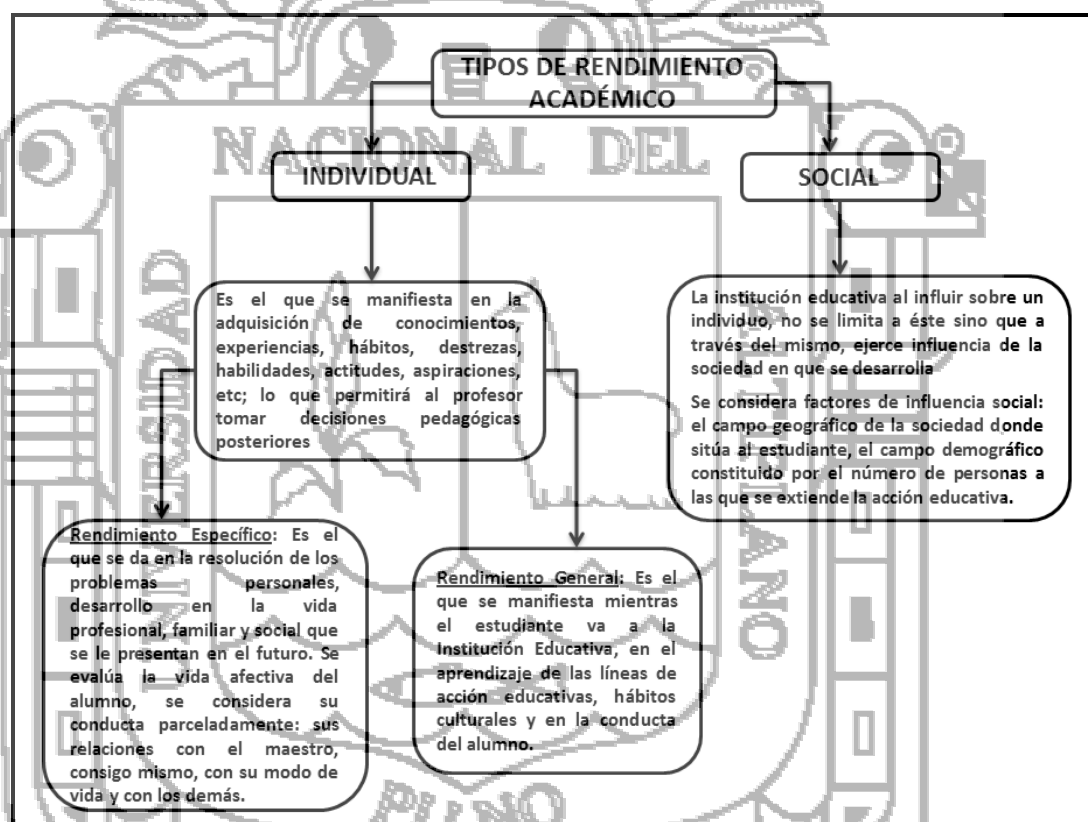 TIPOS DE RENDIMIENTO
ACADÉMICO
INDIVIDUAL
SOCIAL
Es el que se manifiesta en la
adquisición de conocimientos,
experiencias, hábitos, destrezas,
habilidades, actitudes, aspiraciones,
etc; lo que permitirá al profesor
tomar decisiones pedagógicas
posteriores
La institución educativa al influir sobre un
individuo, no se limita a éste sino que a
través del mismo, ejerce influencia de la
sociedad en que se desarrolla
Se considera factores de influencia social:
el campo geográfico de la sociedad donde
sitúa al estudiante, el campo demográfico
constituido por el número de personas a
las que se extiende la acción educativa.
Rendimiento Específico: Es el
que se da en la resolución de los
problemas personales,
desarrollo en la vida
profesional, familiar y social que
se le presentan en el futuro. Se
evalúa la vida afectiva del
alumno, se considera su
conducta parceladamente: sus
relaciones con el maestro,
consigo mismo, con su modo de
vida y con los demás.
Rendimiento General: Es el
que se manifiesta mientras
el estudiante va a la
Institución Educativa, en el
aprendizaje de las líneas de
acción educativas, hábitos
culturales y en la conducta
del alumno.
UNIVERSIDAD
NACIONAL DEL
ALTIPLANO
PUNO